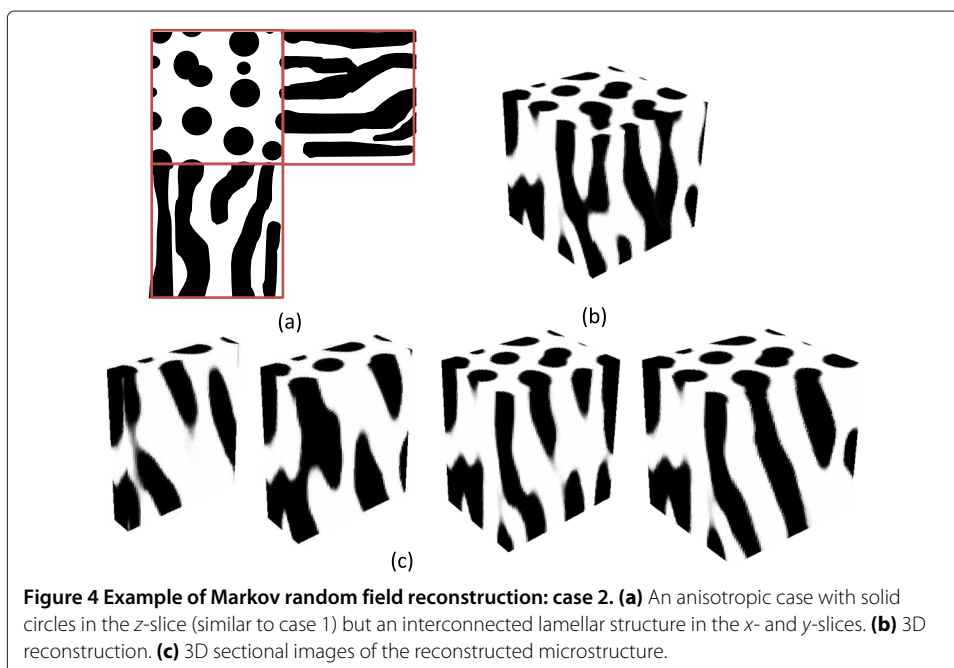 (a)
(b)
(c)
Figure 4 Example of Markov random field reconstruction: case 2. (a) An anisotropic case with solid
circles in the z-slice (similar to case 1) but an interconnected lamellar structure in the x- and y-slices. (b) 3D
reconstruction. (c) 3D sectional images of the reconstructed microstructure.